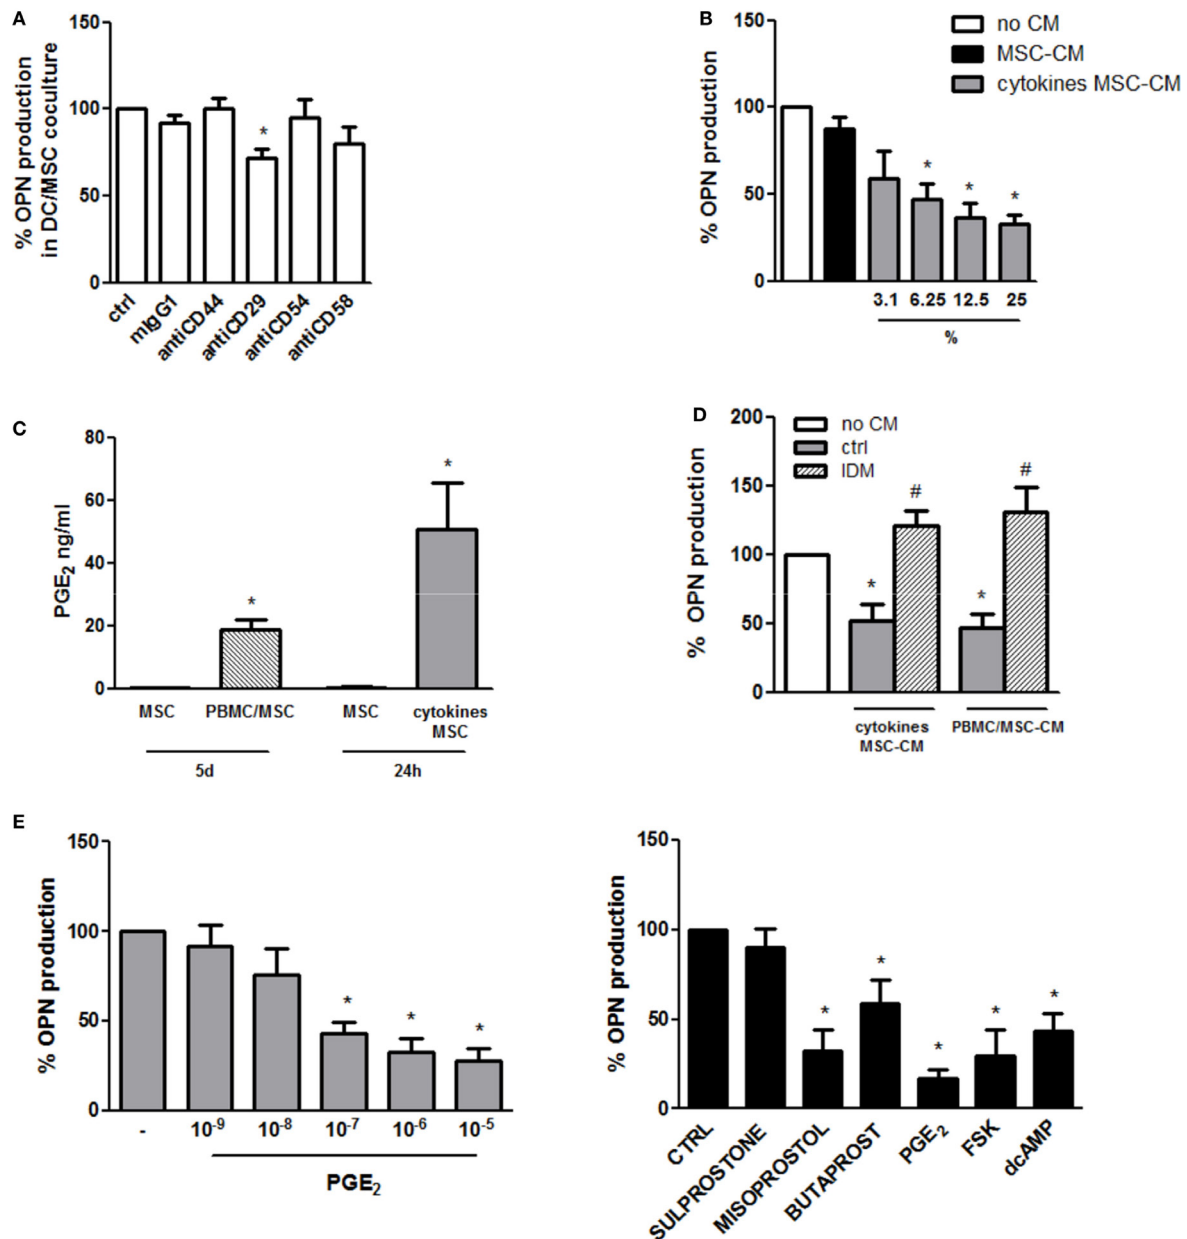 A
% OPN production
in DC/MSC coculture
150
100
50
0
*
ctrl
mIgG1
antiCD44
antiCD29
antiCD54
antiCD58
B
% OPN production
150
100
50
0
no CM
MSC-CM
cytokines MSC-CM
* * *
3.1 6.25 12.5 25
%
C
PGE2 ng/ml
80
60
40
20
0
* *
MSC PBMC/MSC MSC cytokines
MSC
5d 24h
D
% OPN production
200
150
100
50
0
no CM
ctrl
IDM
* # * #
cytokines
MSC-CM
PBMC/MSC-CM
E
% OPN production
150
100
50
0
* * *
- 10-9 10-8 10-7 10-6 10-5
PGE2
% OPN production
150
100
50
0
* * * * *
CTRL
SULPROSTONE
MISOPROSTOL
BUTAPROST
PGE2
FSK
dcAMP